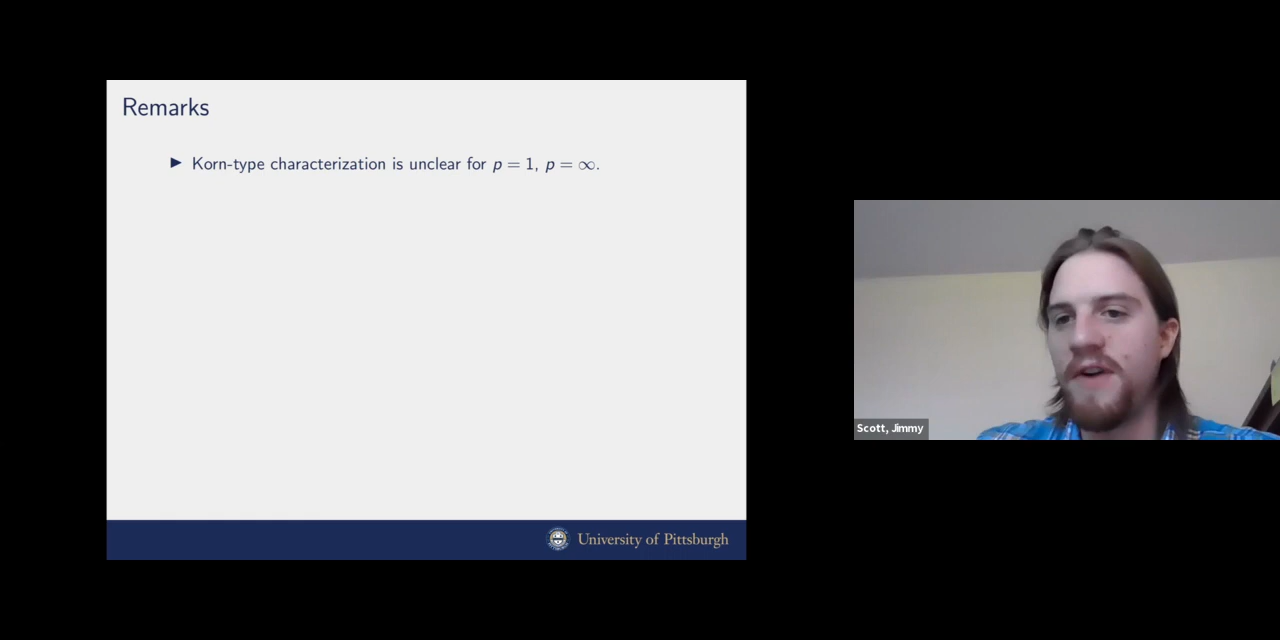 Remarks
▶ Korn-type characterization is unclear for p = 1, p = ∞.
Scott, Jimmy
University of Pittsburgh